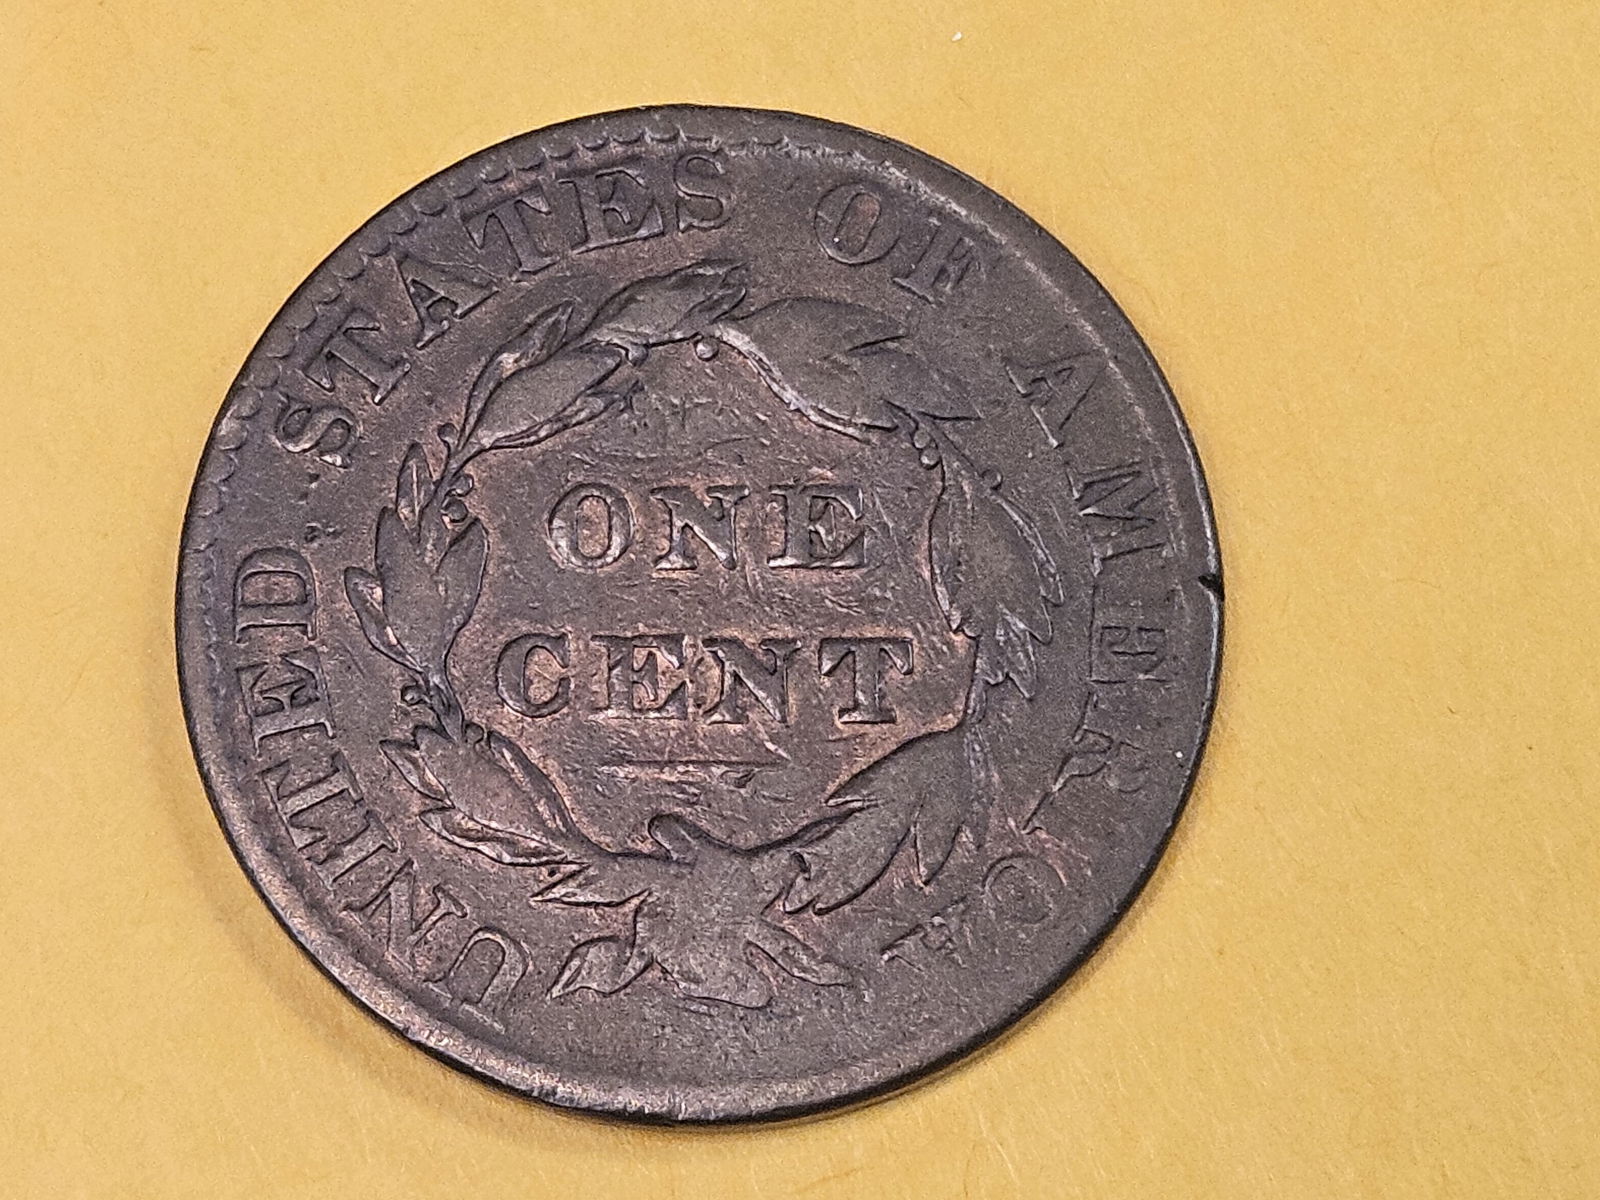 UNITED STATES OF AMERICA
ONE
CENT